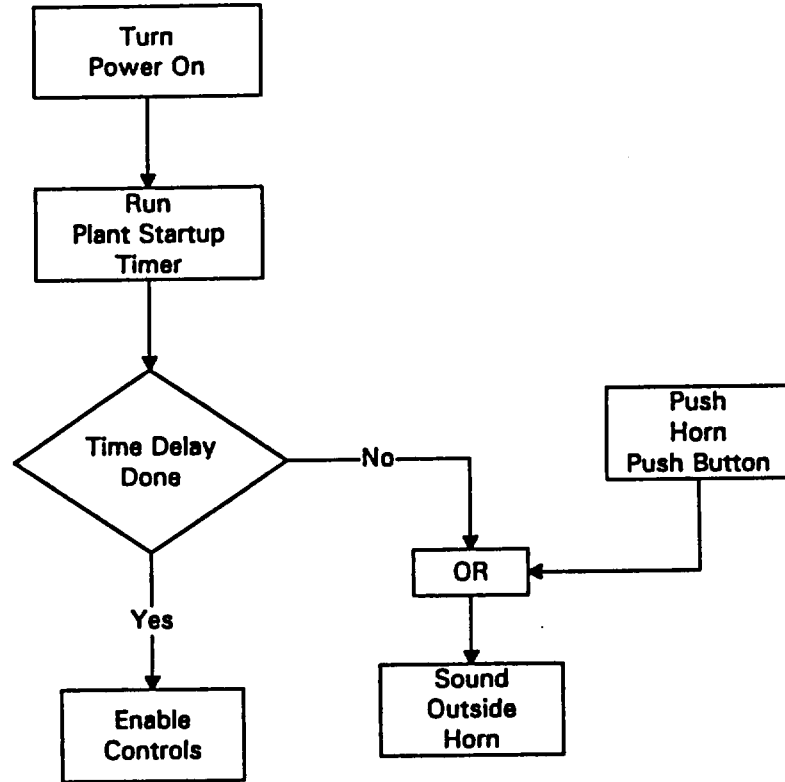 Turn
Power On
Run
Plant Startup
Timer
Time Delay
Done
No
Push
Horn
Push Button
OR
Yes
Sound
Outside
Horn
Enable
Controls